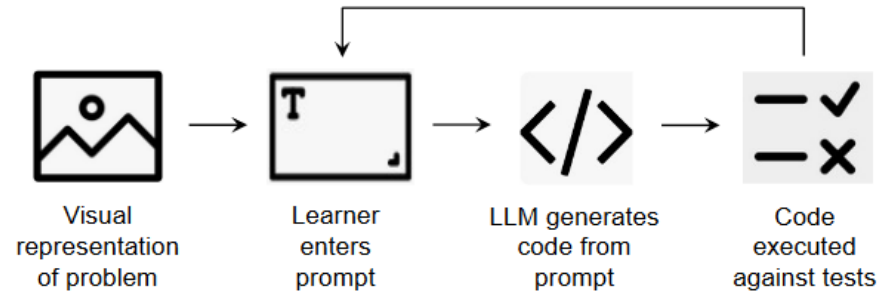 T
Visual
representation
of problem
Learner
enters
prompt
LLM generates
code from
prompt
Code
executed
against tests